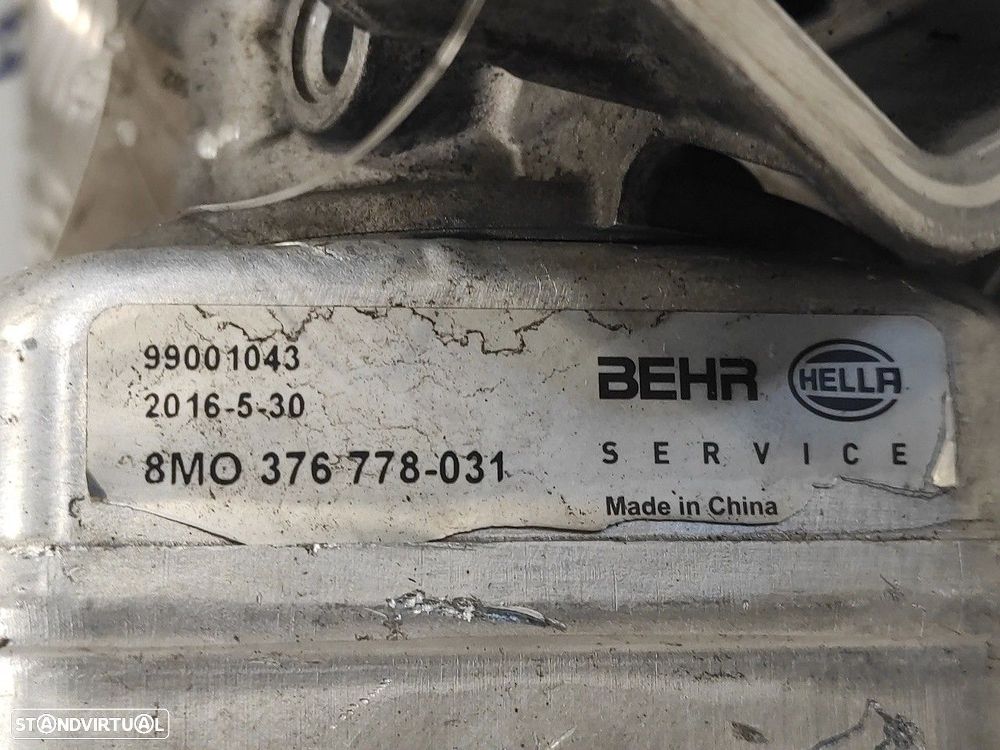 99001043
2016-5-30
8MO 376 778-031
BEHR HELLA
SERVICE
Made in China
STANDVIRTUAL